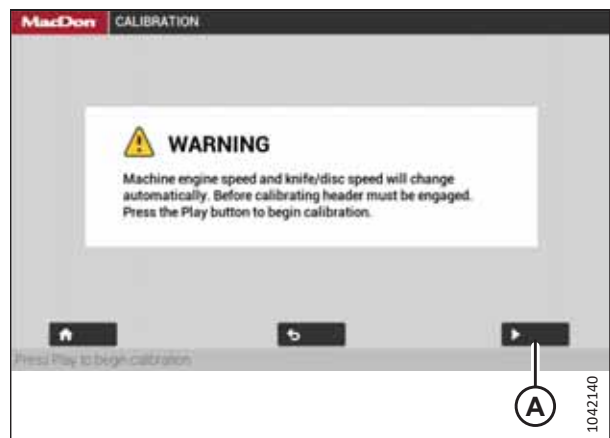 MacDon CALIBRATION
WARNING
Machine engine speed and knife/disc speed will change
automatically. Before calibrating header must be engaged.
Press the Play button to begin calibration.
Press Play to begin calibration
A
1042140